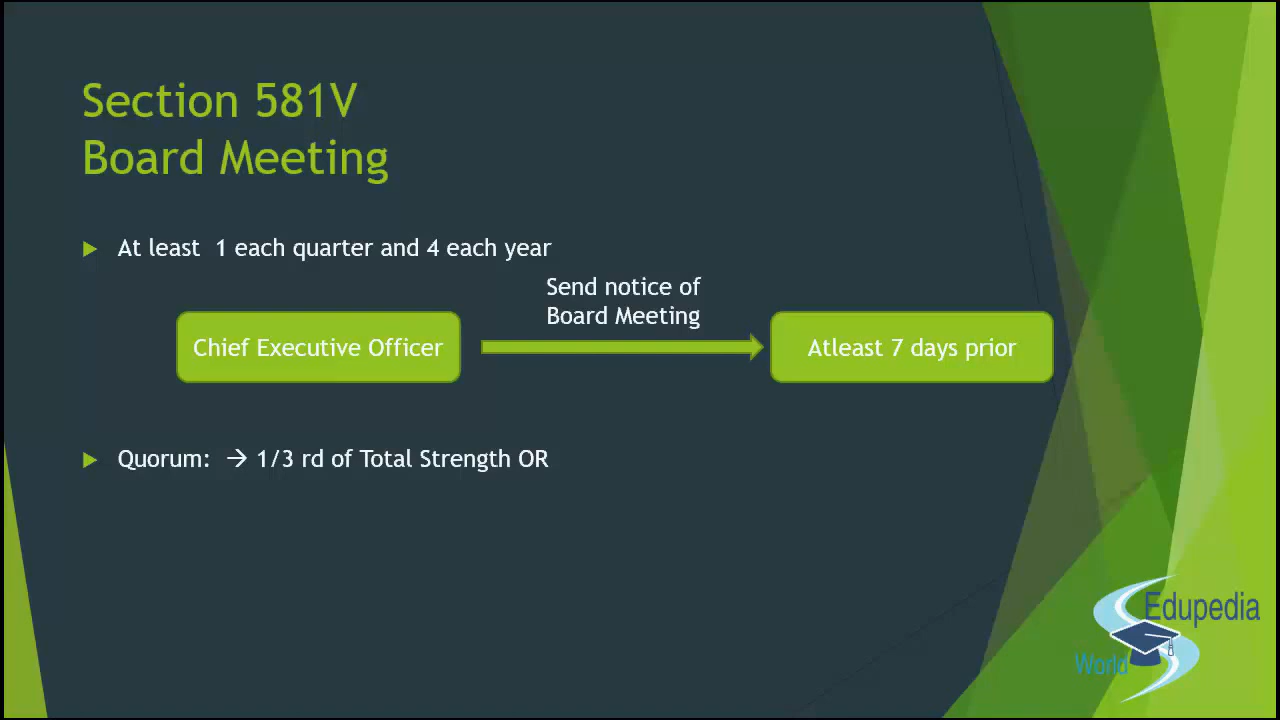 Section 581V
Board Meeting
At least 1 each quarter and 4 each year
Send notice of
Board Meeting
Chief Executive Officer
Atleast 7 days prior
Quorum: → 1/3 rd of Total Strength OR
Edupedia
World